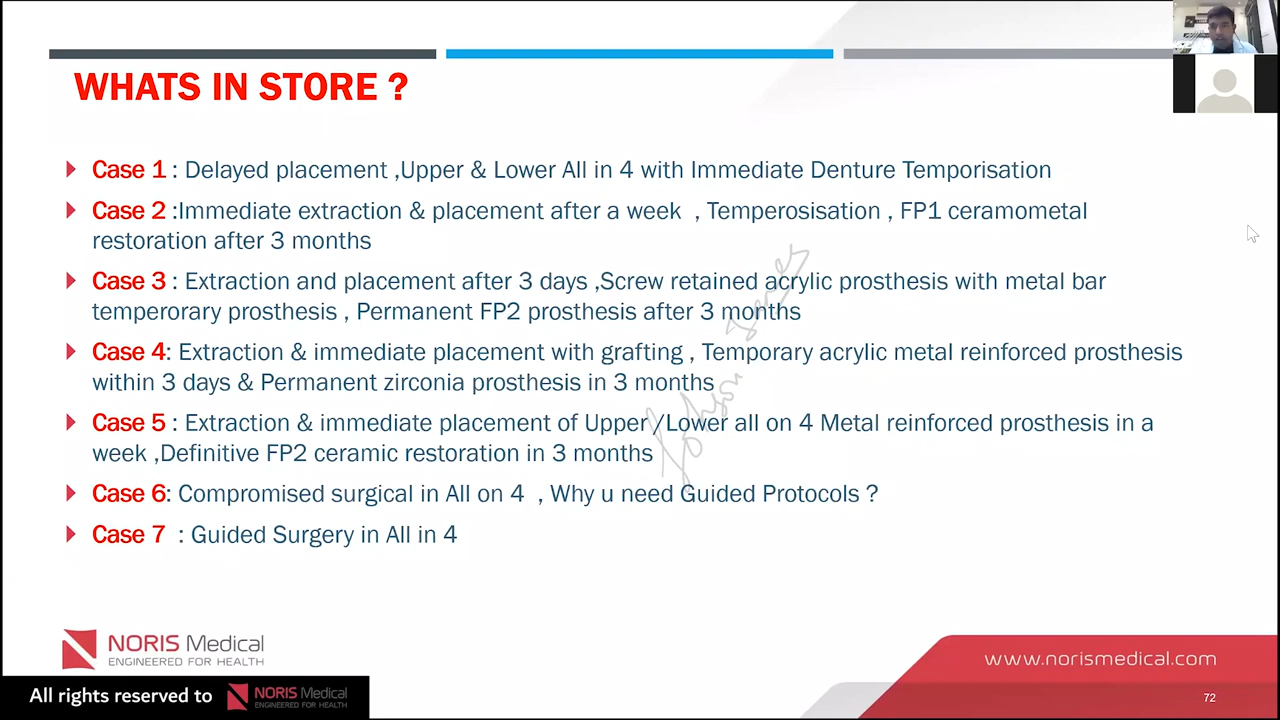 WHATS IN STORE ?
Case 1 : Delayed placement ,Upper & Lower All in 4 with Immediate Denture Temporisation
Case 2 :Immediate extraction & placement after a week , Temperosisation , FP1 ceramometal
restoration after 3 months
Case 3 : Extraction and placement after 3 days ,Screw retained acrylic prosthesis with metal bar
temperorary prosthesis , Permanent FP2 prosthesis after 3 months
Case 4: Extraction & immediate placement with grafting , Temporary acrylic metal reinforced prosthesis
within 3 days & Permanent zirconia prosthesis in 3 months
Case 5 : Extraction & immediate placement of Upper/Lower all on 4 Metal reinforced prosthesis in a
week ,Definitive FP2 ceramic restoration in 3 months
Case 6: Compromised surgical in All on 4 , Why u need Guided Protocols ?
Case 7 : Guided Surgery in All in 4
NORIS Medical
ENGINEERED FOR HEALTH
www.norismedical.com
All rights reserved to NORIS Medical
ENGINEERED FOR HEALTH
72